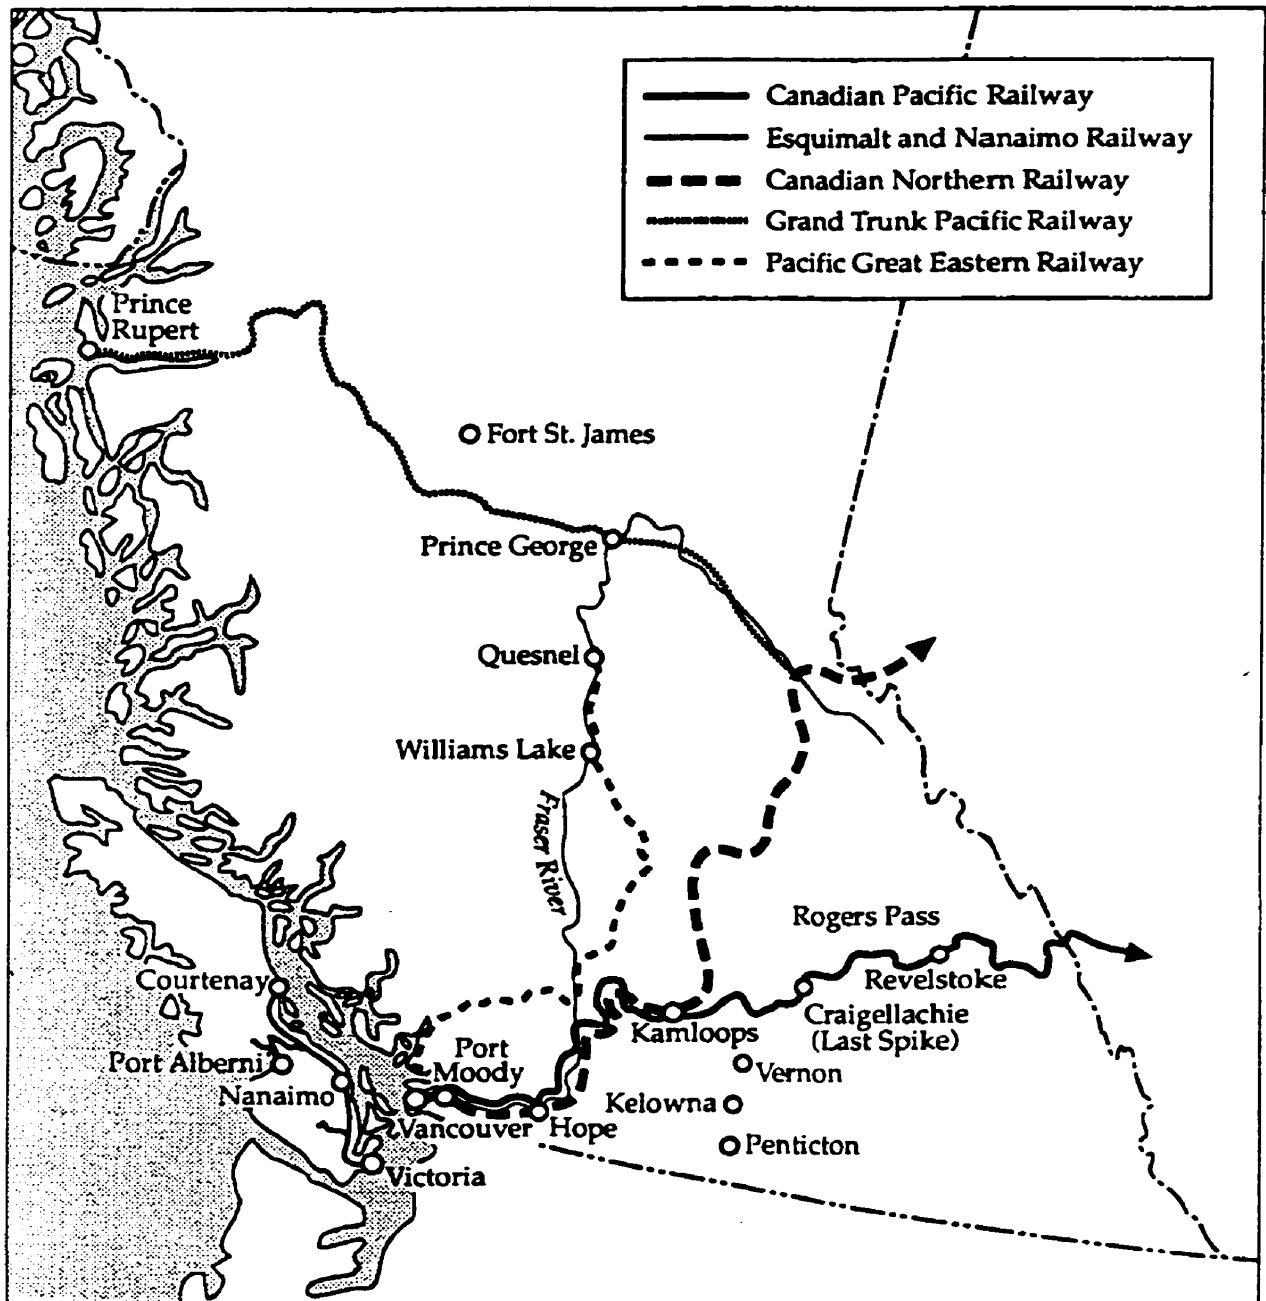 Canadian Pacific Railway
Esquimalt and Nanaimo Railway
Canadian Northern Railway
Grand Trunk Pacific Railway
Pacific Great Eastern Railway
Prince
Rupert
Fort St. James
Prince George
Quesnel
Williams Lake
Fraser River
Rogers Pass
Revelstoke
Courtenay
Craigellachie
(Last Spike)
Kamloops
Port Alberni
Port
Moody
Vernon
Nanaimo
Kelowna
Vancouver
Hope
Penticton
Victoria